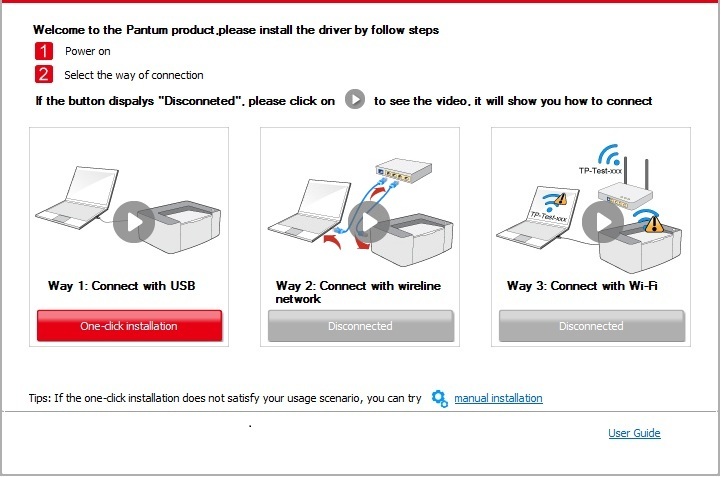 Welcome to the Pantum product,please install the driver by follow steps
1 Power on
2 Select the way of connection
If the button dispalys "Disconneted", please click on to see the video, it will show you how to connect
TP-Test-xxx
TP-Test-xxx
Way 1: Connect with USB
Way 2: Connect with wireline
network
Way 3: Connect with Wi-Fi
One-click installation
Disconnected
Disconnected
Tips: If the one-click installation does not satisfy your usage scenario, you can try manual installation
.
User Guide